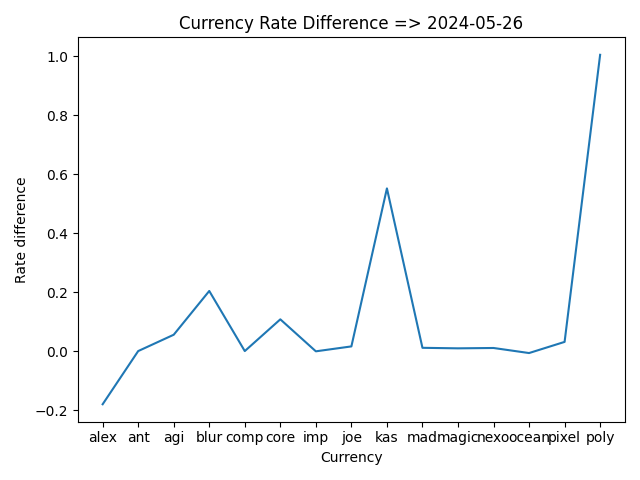 Currency Rate Difference => 2024-05-26
1.0
0.8
0.6
0.4
0.2
0.0
−0.2
Rate difference
alex ant agi blur comp core imp joe kas mad magic nexo ocean pixel poly
Currency